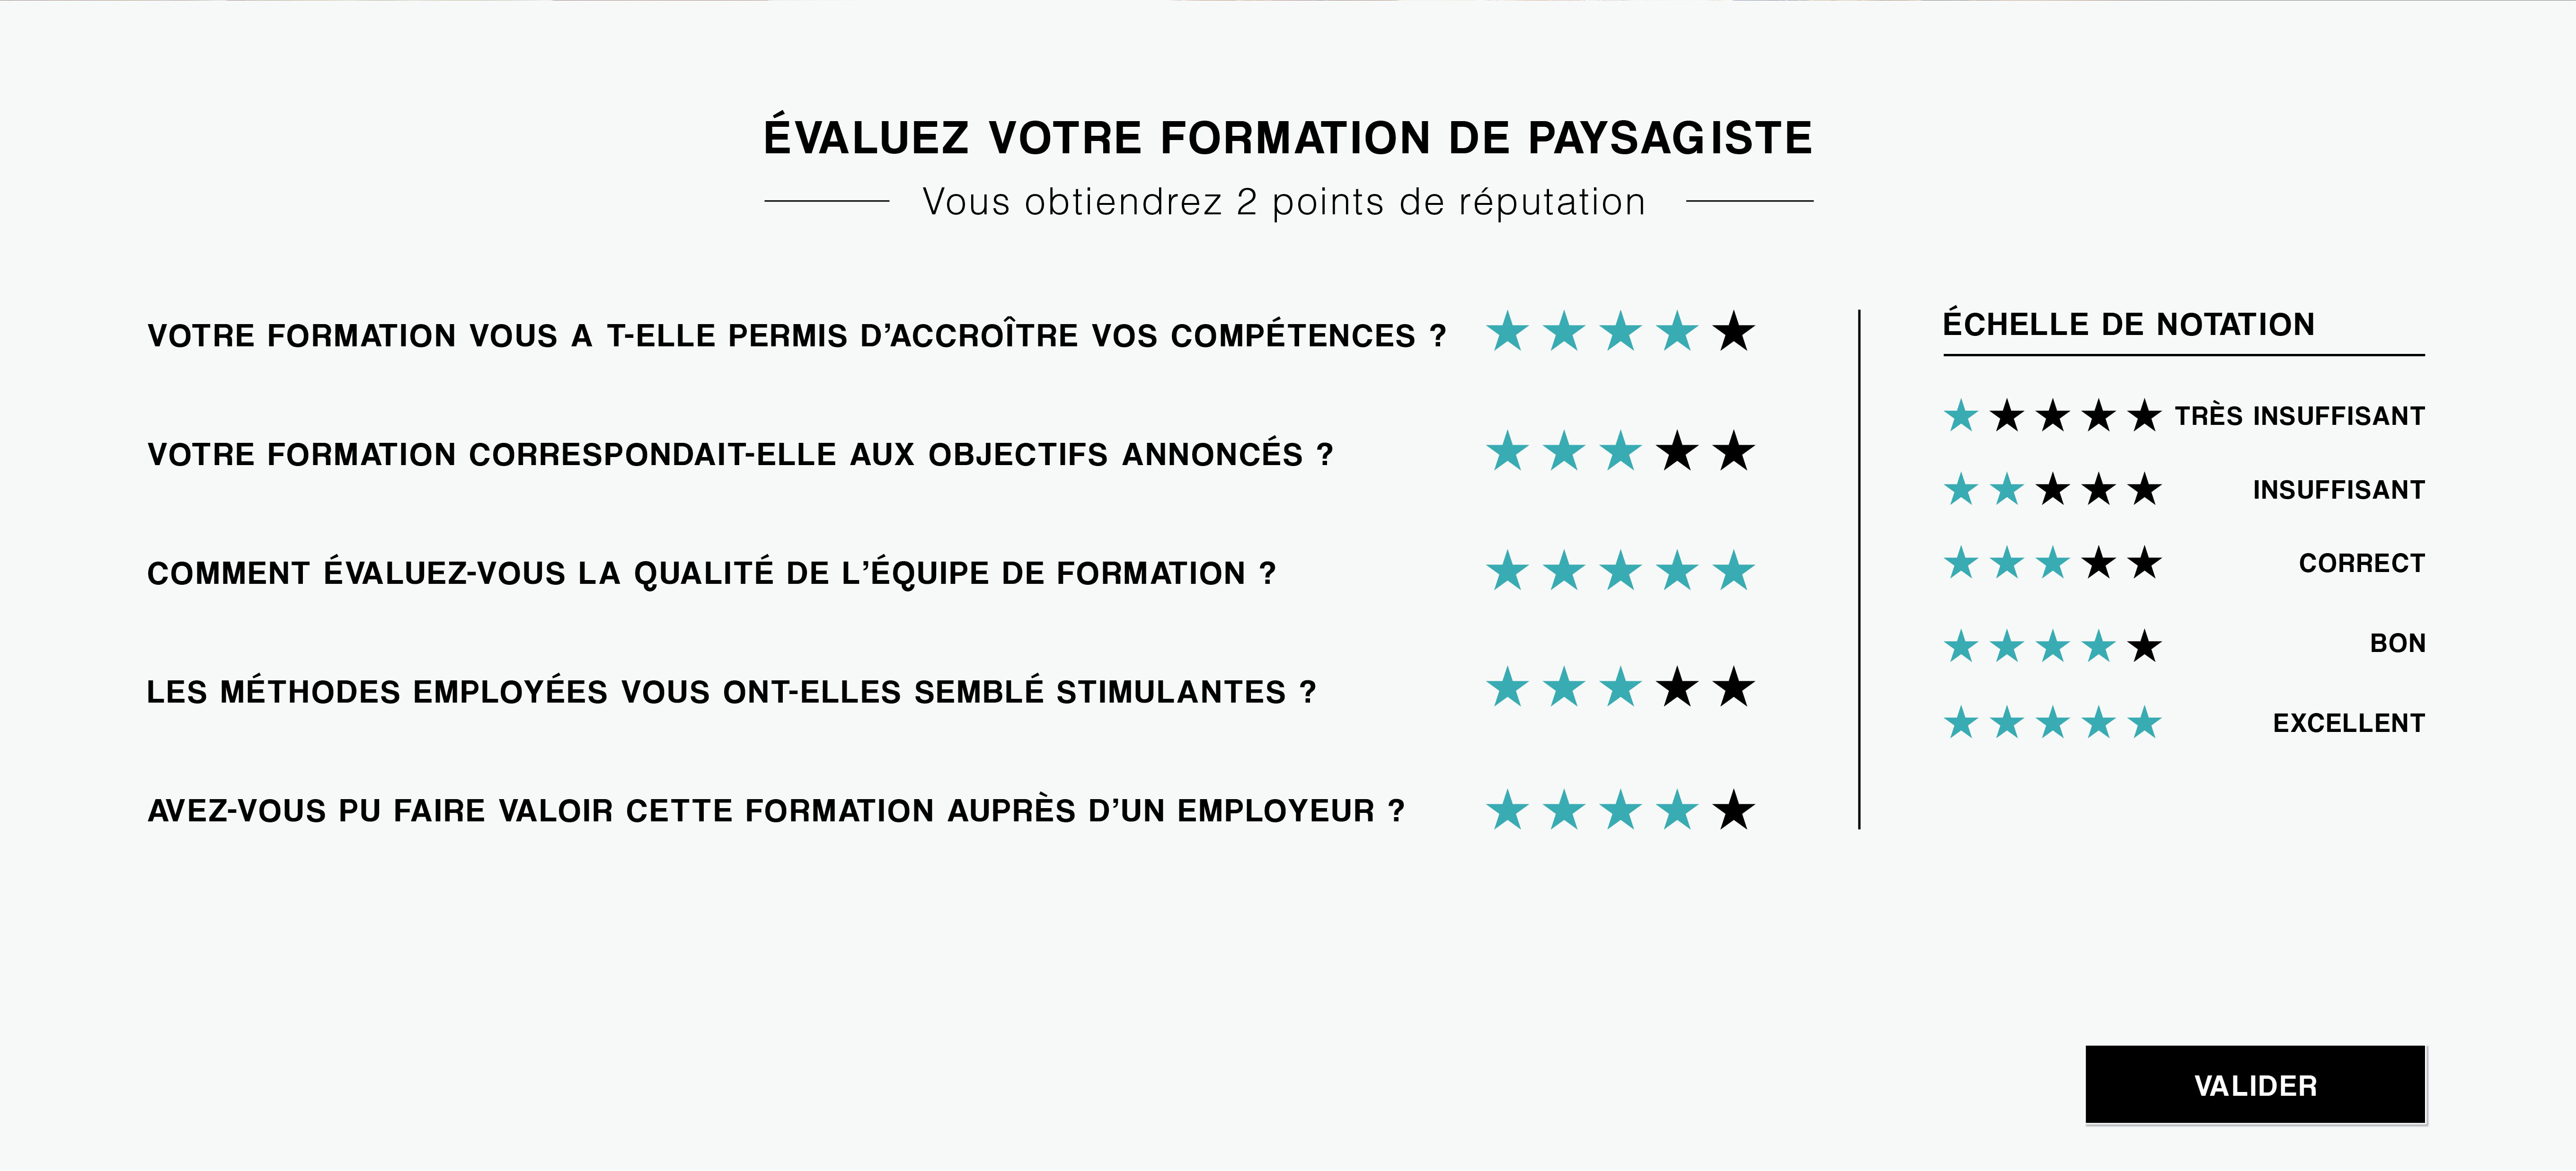 ÉVALUEZ VOTRE FORMATION DE PAYSAGISTE
Vous obtiendrez 2 points de réputation
VOTRE FORMATION VOUS A T-ELLE PERMIS D’ACCROÎTRE VOS COMPÉTENCES ?
VOTRE FORMATION CORRESPONDAIT-ELLE AUX OBJECTIFS ANNONCÉS ?
COMMENT ÉVALUEZ-VOUS LA QUALITÉ DE L’ÉQUIPE DE FORMATION ?
LES MÉTHODES EMPLOYÉES VOUS ONT-ELLES SEMBLÉ STIMULANTES ?
AVEZ-VOUS PU FAIRE VALOIR CETTE FORMATION AUPRÈS D’UN EMPLOYEUR ?
ÉCHELLE DE NOTATION
TRÈS INSUFFISANT
INSUFFISANT
CORRECT
BON
EXCELLENT
VALIDER